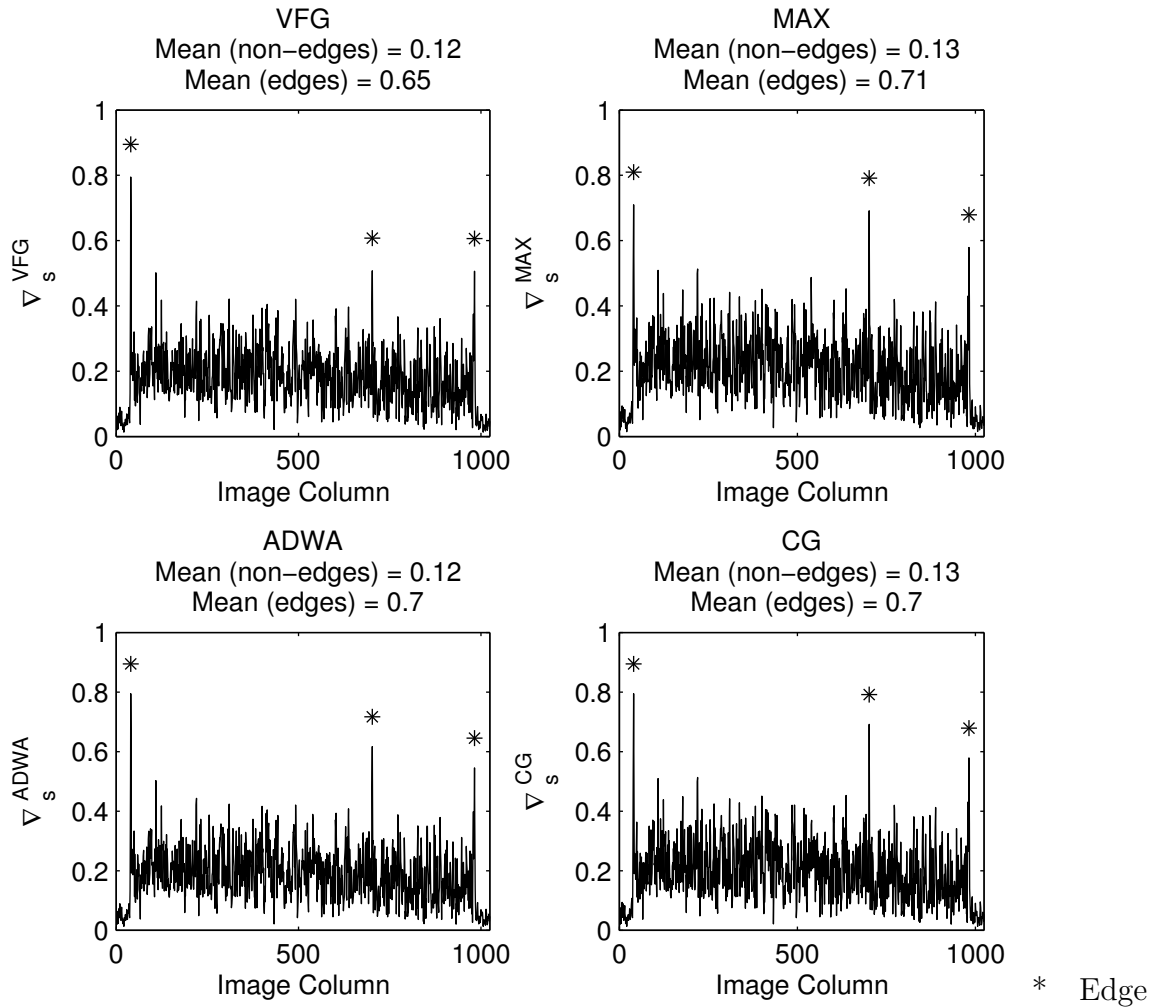 VFG
Mean (non−edges) = 0.12
Mean (edges) = 0.65
1
0.8
0.6
0.4
0.2
0
0 500 1000
Image Column
∇ s VFG
MAX
Mean (non−edges) = 0.13
Mean (edges) = 0.71
1
0.8
0.6
0.4
0.2
0
0 500 1000
Image Column
∇ s MAX
ADWA
Mean (non−edges) = 0.12
Mean (edges) = 0.7
1
0.8
0.6
0.4
0.2
0
0 500 1000
Image Column
∇ s ADWA
CG
Mean (non−edges) = 0.13
Mean (edges) = 0.7
1
0.8
0.6
0.4
0.2
0
0 500 1000
Image Column
∇ s CG
* Edge